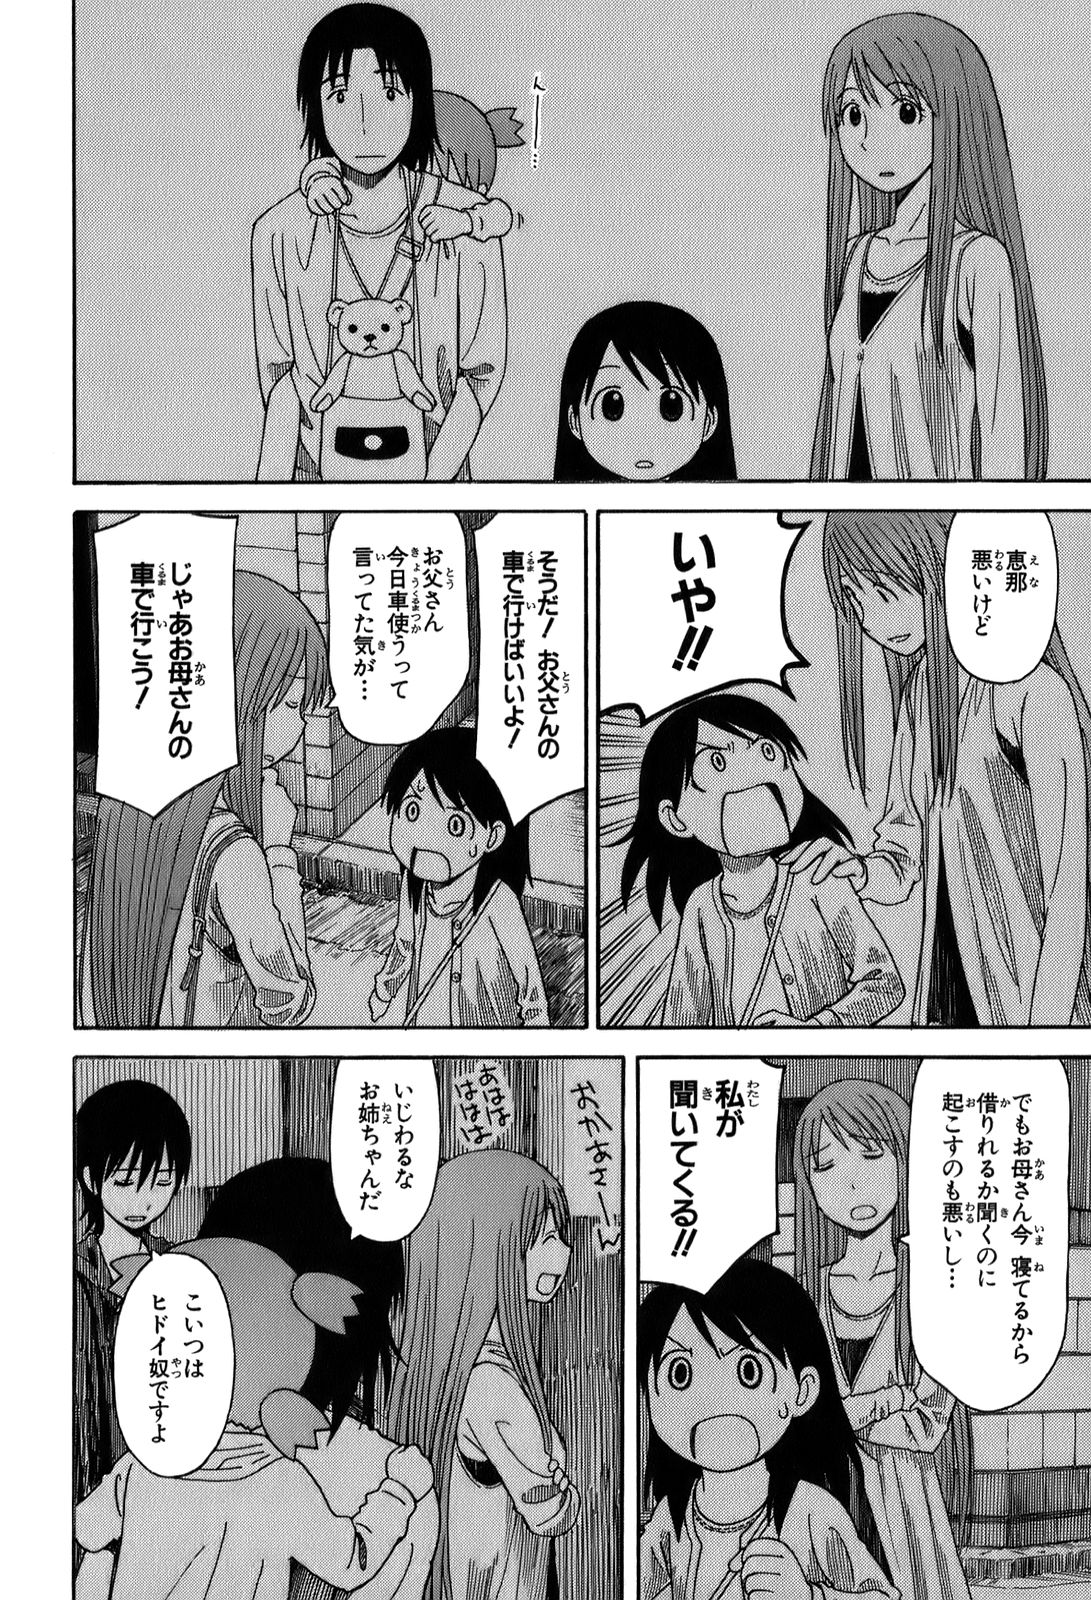 んーー…
恵那
悪いけど
いや!!
そうだ！お父さんの
車で行けばいいよ！
お父さん
今日車使うって
言ってた気が…
じゃあお母さんの
車で行こう！
でもお母さん今 寝てるから
借りれるか聞くのに
起こすのも悪いし…
私が
聞いてくる!!
おかあさーーん
あはは
ははは
いじわるな
お姉ちゃんだ
こいつは
ヒドイ奴ですよ